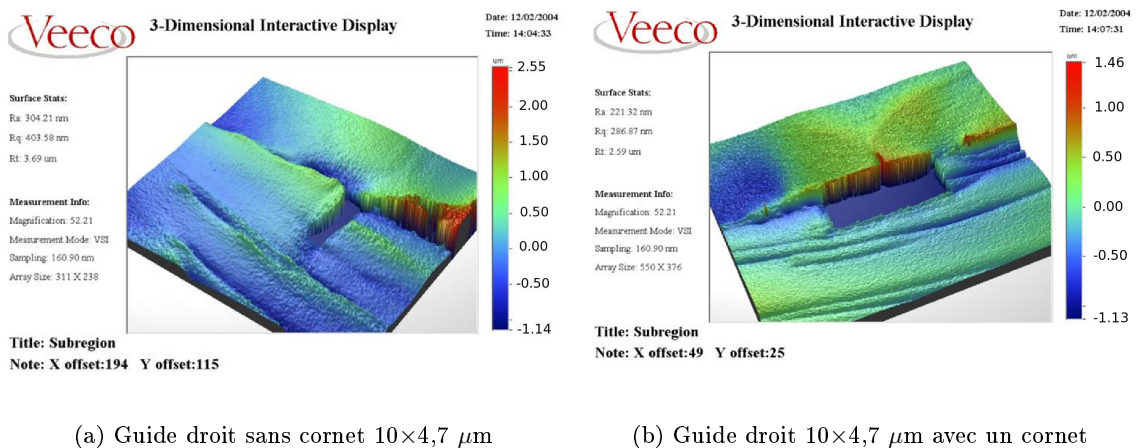 Veeco
3-Dimensional Interactive Display
Date: 12/02/2004
Time: 14:04:33
um
2.55
2.00
1.50
1.00
0.50
0.00
-0.50
-1.14
Surface Stats:
Ra: 304.21 nm
Rq: 403.58 nm
Rt: 3.69 um
Measurement Info:
Magnification: 52.21
Measurement Mode: VSI
Sampling: 160.90 nm
Array Size: 311 X 238
Title: Subregion
Note: X offset:194 Y offset:115
(a) Guide droit sans cornet 10×4,7 μm
Veeco
3-Dimensional Interactive Display
Date: 12/02/2004
Time: 14:07:31
um
1.46
1.00
0.50
0.00
-0.50
-1.13
Surface Stats:
Ra: 221.32 nm
Rq: 286.87 nm
Rt: 2.59 um
Measurement Info:
Magnification: 52.21
Measurement Mode: VSI
Sampling: 160.90 nm
Array Size: 550 X 376
Title: Subregion
Note: X offset:49 Y offset:25
(b) Guide droit 10×4,7 μm avec un cornet